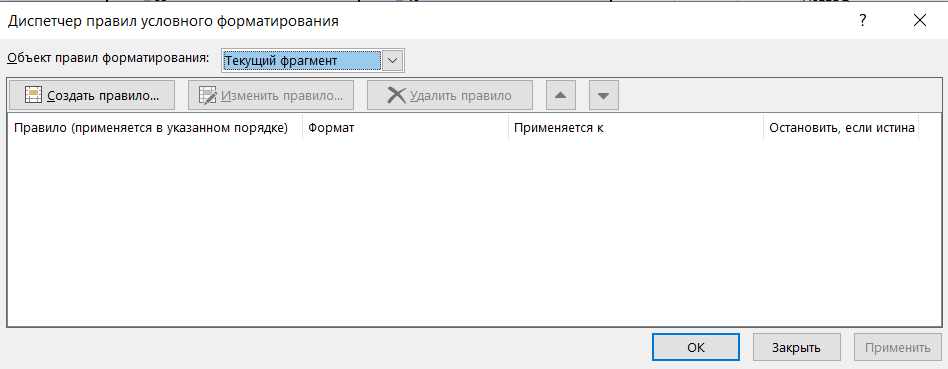 Диспетчер правил условного форматирования
Объект правил форматирования: Текущий фрагмент
Создать правило... Изменить правило... Удалить правило
Правило (применяется в указанном порядке) Формат Применяется к Остановить, если истина
ОК Закрыть Применить